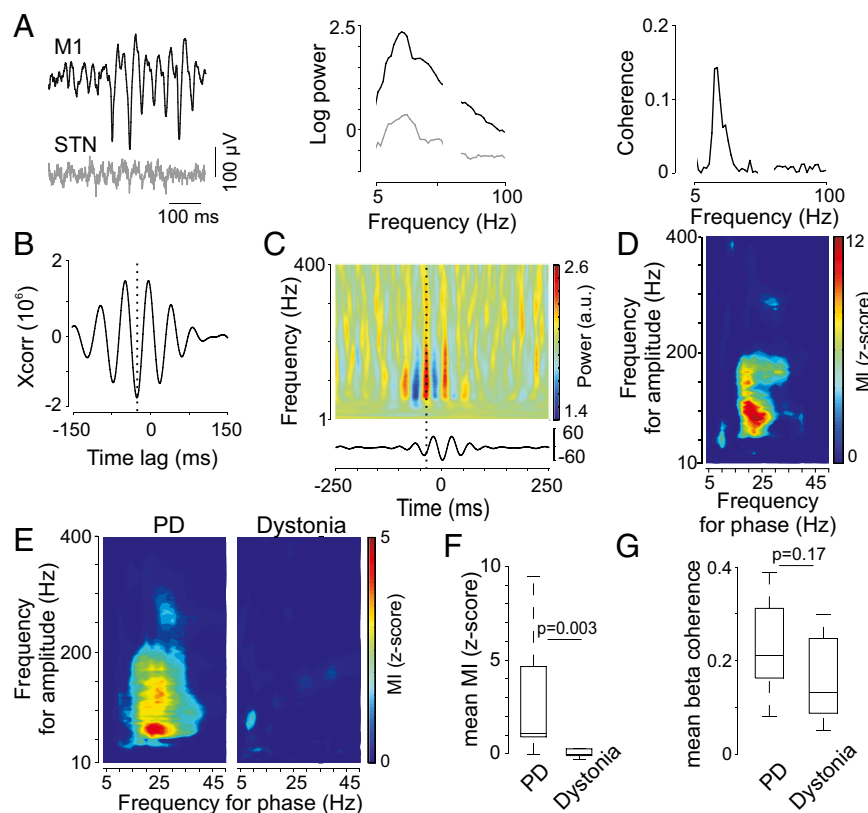 A
M1
STN
100 µV
100 ms
Log power
2.5
0
5
100
Frequency (Hz)
Coherence
0.2
0.1
0
5
100
Frequency (Hz)
B
Xcorr (10⁶)
2
0
-2
-150
0
150
Time lag (ms)
C
Frequency (Hz)
400
1
2.6
1.4
Power (a.u.)
60
-60
-250
0
250
Time (ms)
D
Frequency
for amplitude (Hz)
400
200
10
5
25
45
Frequency
for phase (Hz)
12
0
MI (z-score)
E
PD
Dystonia
Frequency
for amplitude (Hz)
400
200
10
5
25
45
5
25
45
Frequency for phase (Hz)
5
0
MI (z-score)
F
mean MI (z-score)
10
5
0
p=0.003
PD
Dystonia
G
mean beta coherence
0.4
0.2
0
p=0.17
PD
Dystonia